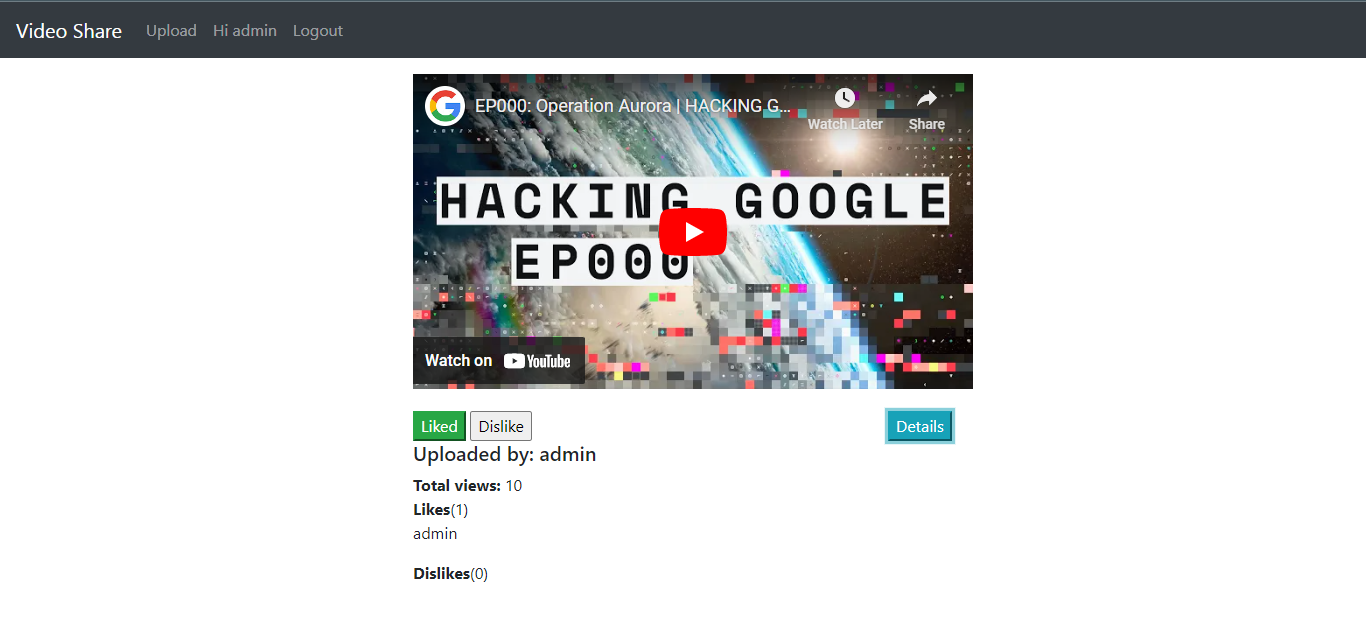 Video Share Upload Hi admin Logout
EP000: Operation Aurora | HACKING G...
Watch Later Share
HACKING GOOGLE
EP000
Watch on YouTube
Liked Dislike Details
Uploaded by: admin
Total views: 10
Likes(1)
admin
Dislikes(0)